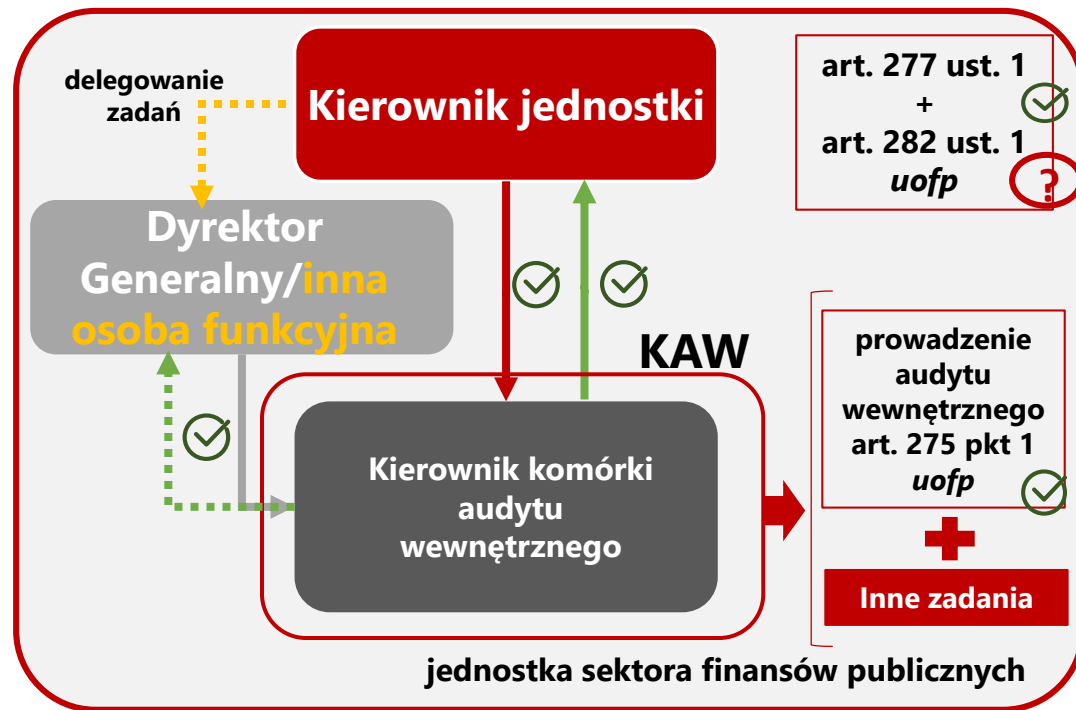 delegowanie
zadań
Kierownik jednostki
art. 277 ust. 1
+
art. 282 ust. 1
uofp
?
Dyrektor
Generalny/inna
osoba funkcyjna
KAW
Kierownik komórki
audytu
wewnętrznego
prowadzenie
audytu
wewnętrznego
art. 275 pkt 1
uofp
Inne zadania
jednostka sektora finansów publicznych